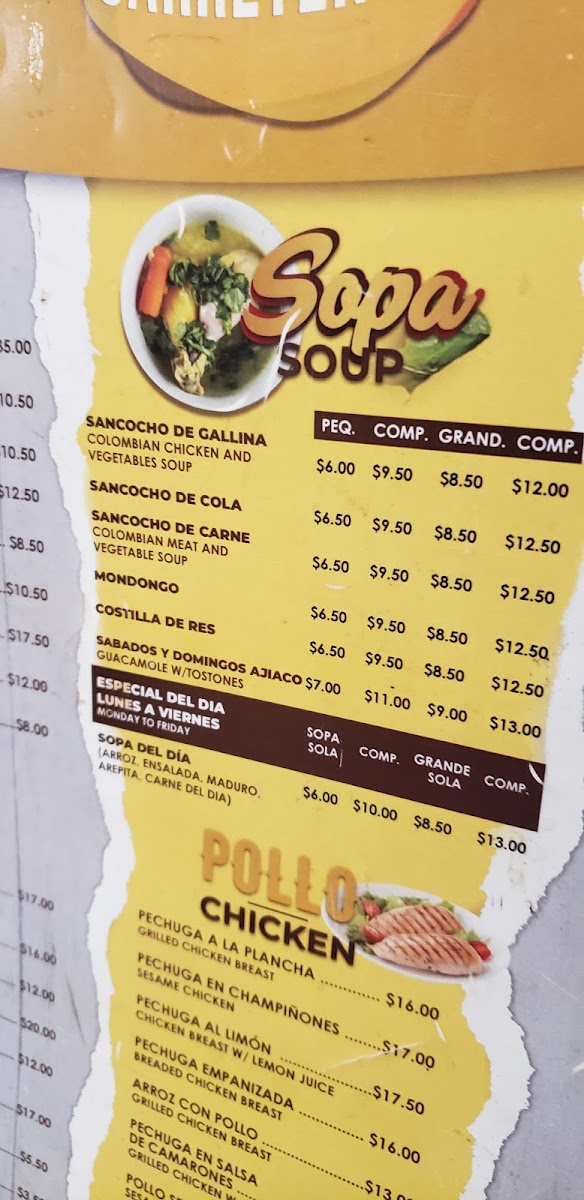 Sopa
SOUP
PEQ. COMP. GRAND. COMP.
SANCOCHO DE GALLINA
COLOMBIAN CHICKEN AND
VEGETABLES SOUP
$6.00 $9.50 $8.50 $12.00
SANCOCHO DE COLA
$6.50 $9.50 $8.50 $12.50
SANCOCHO DE CARNE
COLOMBIAN MEAT AND
VEGETABLE SOUP
$6.50 $9.50 $8.50 $12.50
MONDONGO
$6.50 $9.50 $8.50 $12.50
COSTILLA DE RES
$6.50 $9.50 $8.50 $12.50
SABADOS Y DOMINGOS AJIACO
GUACAMOLE W/TOSTONES
$7.00 $11.00 $9.00 $13.00
ESPECIAL DEL DIA
LUNES A VIERNES
MONDAY TO FRIDAY
SOPA SOLA COMP. GRANDE SOLA COMP.
SOPA DEL DÍA
(ARROZ, ENSALADA, MADURO,
AREPITA, CARNE DEL DIA)
$6.00 $10.00 $8.50 $13.00
POLLO
CHICKEN
PECHUGA A LA PLANCHA ............ $16.00
GRILLED CHICKEN BREAST
PECHUGA EN CHAMPIÑONES ........$17.00
SESAME CHICKEN
PECHUGA AL LIMÓN ...................$17.50
CHICKEN BREAST W/ LEMON JUICE
PECHUGA EMPANIZADA .............. $16.00
BREADED CHICKEN BREAST
ARROZ CON POLLO .....................$13.00
GRILLED CHICKEN BREAST
PECHUGA EN SALSA
DE CAMARONES
GRILLED CHICKEN
POLLO
10.50
10.50
$12.50
$8.50
$10.50
$17.50
$12.00
$8.00
$17.00
$16.00
$12.00
$20.00
$12.00
$17.00
$5.50